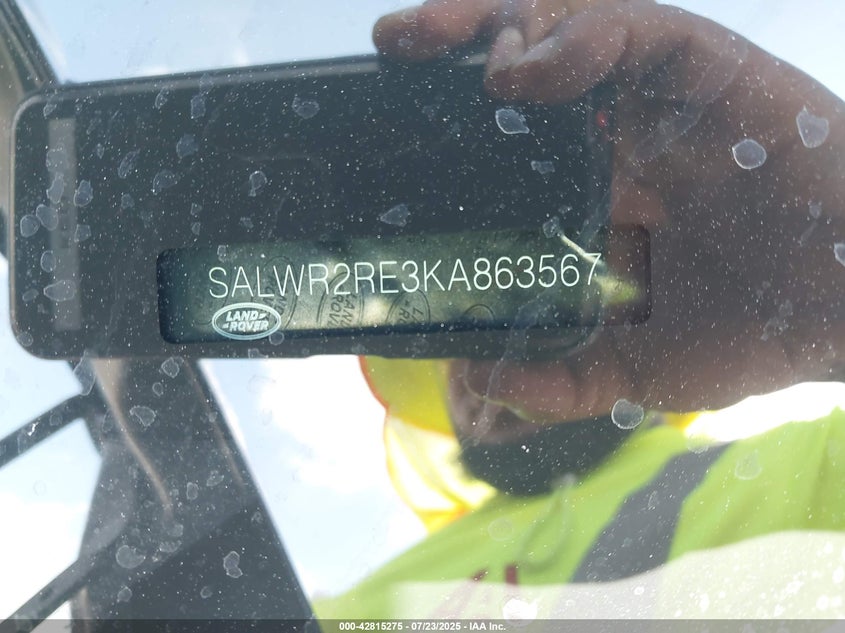 SALWR2RE3KA863567
LAND
ROVER
000-42815275 - 07/23/2025 - IAA Inc.